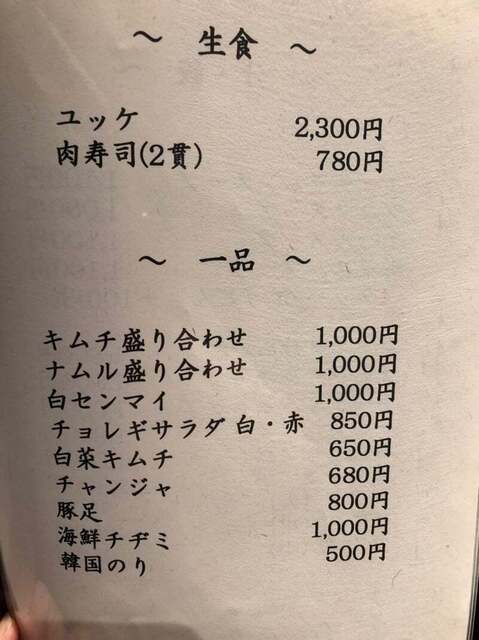 ～ 生食 ～
ユッケ 2,300円
肉寿司(2貫) 780円
～ 一品 ～
キムチ盛り合わせ 1,000円
ナムル盛り合わせ 1,000円
白センマイ 1,000円
チョレギサラダ 白・赤 850円
白菜キムチ 650円
チャンジャ 680円
豚足 800円
海鮮チヂミ 1,000円
韓国のり 500円